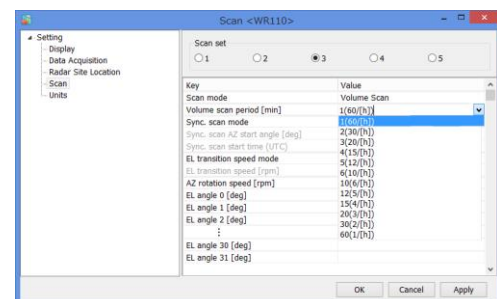 Scan <WR110>
Setting
Display
Data Acquisition
Radar Site Location
Scan
Units
Scan set
1 2 3 4 5
Key Value
Scan mode Volume Scan
Volume scan period [min] 1(60/[h])
Sync. scan mode 1(60/[h])
Sync. scan AZ start angle [deg] 2(30/[h])
Sync. scan start time (UTC) 3(20/[h])
4(15/[h])
EL transition speed mode 5(12/[h])
EL transition speed [rpm] 6(10/[h])
AZ rotation speed [rpm] 10(6/[h])
EL angle 0 [deg] 12(5/[h])
EL angle 1 [deg] 15(4/[h])
EL angle 2 [deg] 20(3/[h])
30(2/[h])
⋮ 60(1/[h])
EL angle 30 [deg]
EL angle 31 [deg]
OK Cancel Apply